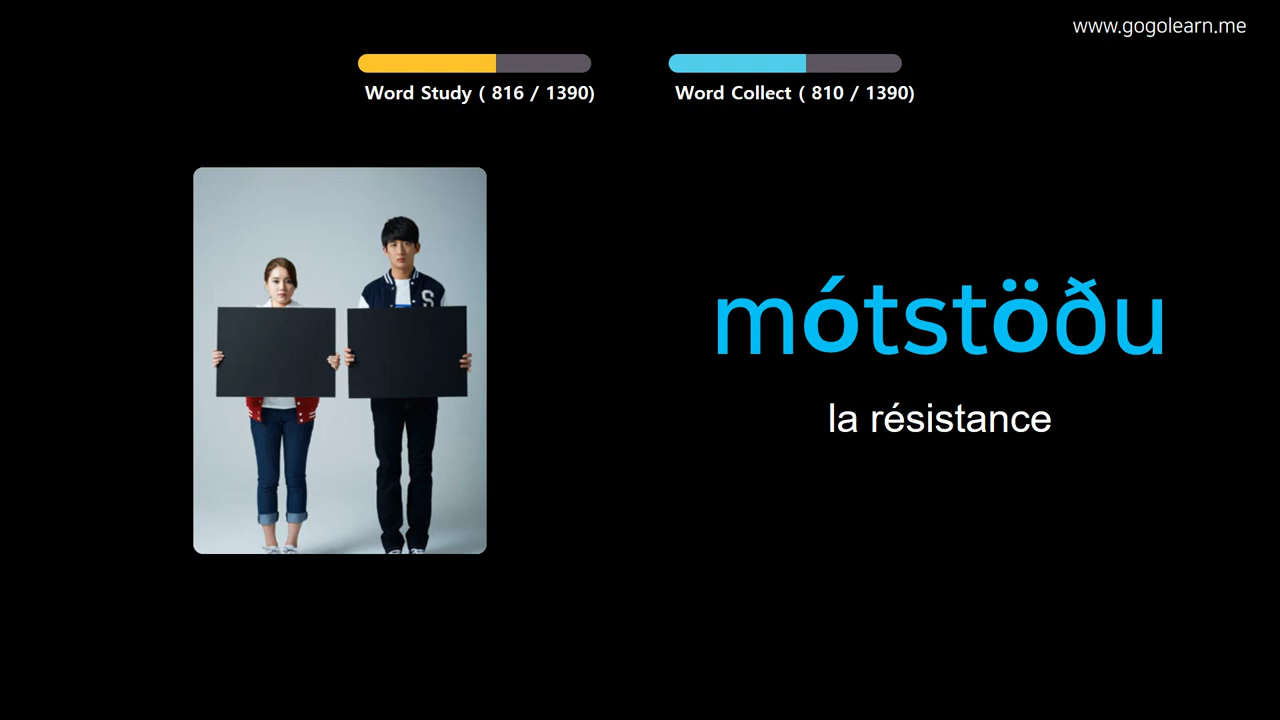 www.gogolearn.me
Word Study ( 816 / 1390)
Word Collect ( 810 / 1390)
S
mótstöðu
la résistance